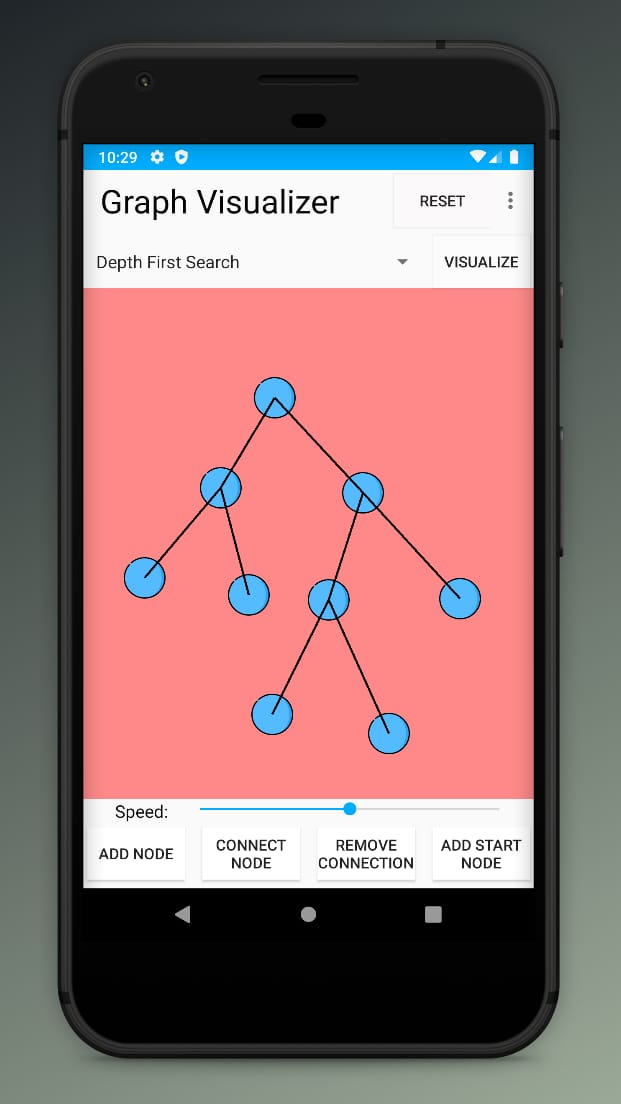 10:29
Graph Visualizer
RESET
Depth First Search
VISUALIZE
Speed:
ADD NODE
CONNECT
NODE
REMOVE
CONNECTION
ADD START
NODE